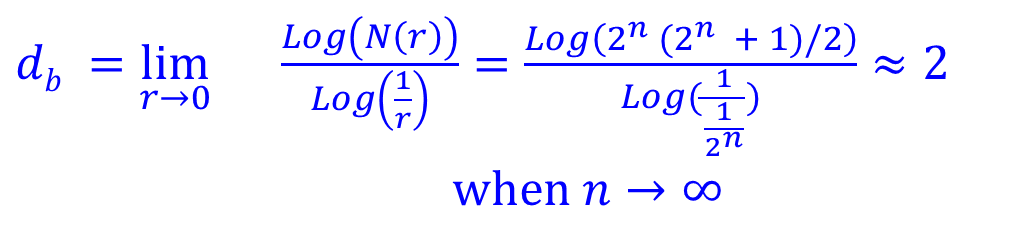 d_b = lim_{r→0} Log(N(r)) / Log(1/r) = Log(2^n (2^n + 1)/2) / Log(1/(1/2^n)) ≈ 2
when n → ∞